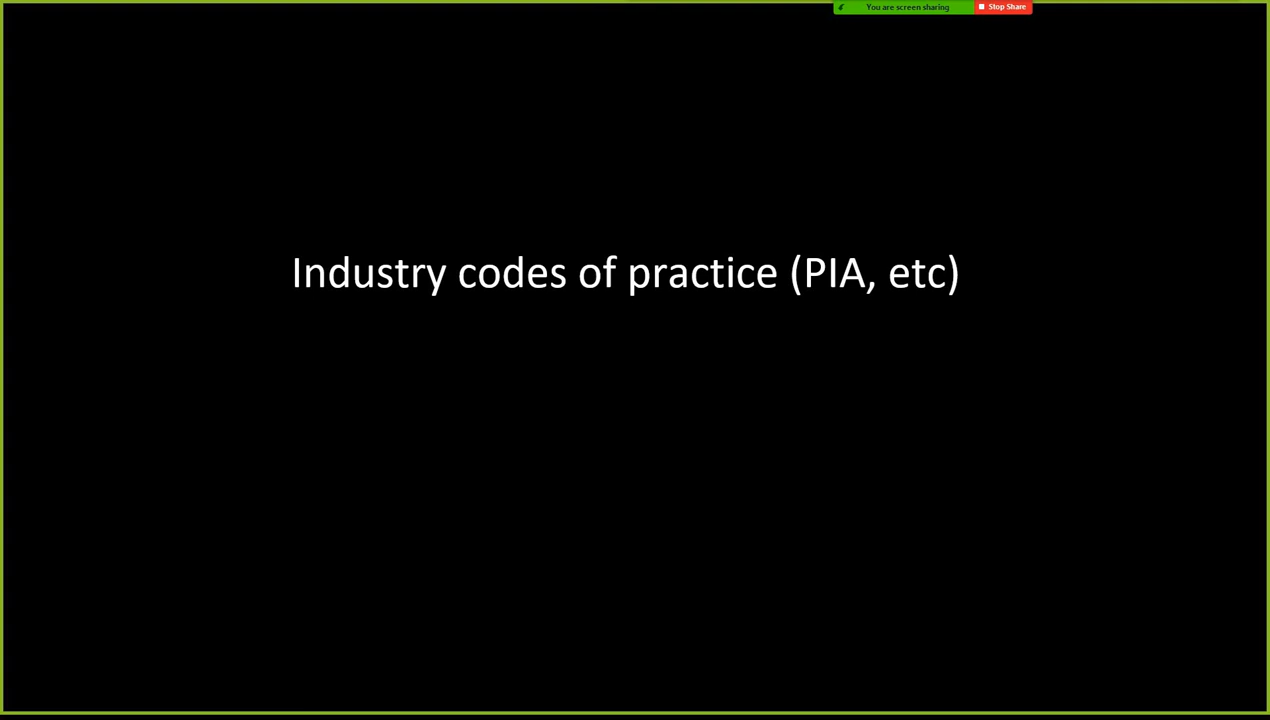 You are screen sharing
Stop Share
Industry codes of practice (PIA, etc)